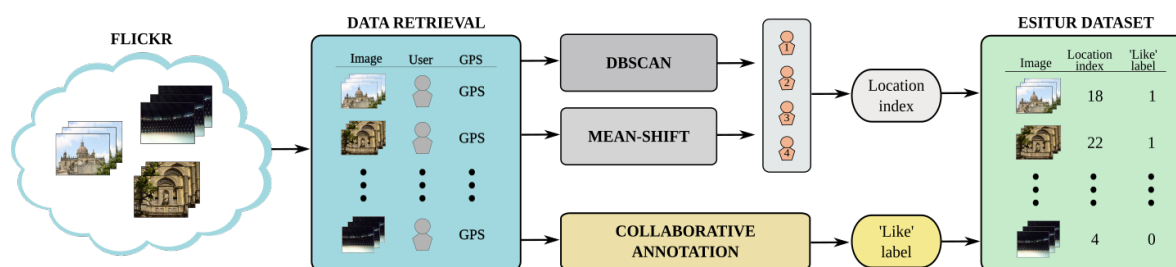 FLICKR
DATA RETRIEVAL
Image User GPS
GPS
GPS
GPS
DBSCAN
MEAN-SHIFT
COLLABORATIVE
ANNOTATION
1
2
3
4
Location
index
'Like'
label
ESITUR DATASET
Image Location index 'Like' label
18 1
22 1
4 0